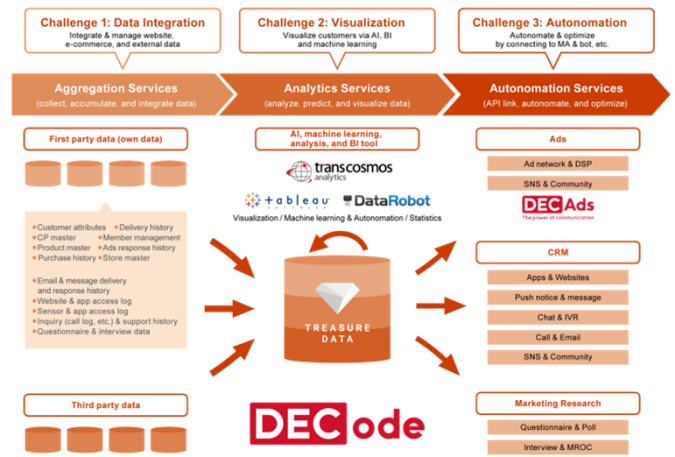 Challenge 1: Data Integration
Integrate & manage website,
e-commerce, and external data
Challenge 2: Visualization
Visualize customers via AI, BI
and machine learning
Challenge 3: Autonomation
Automate & optimize
by connecting to MA & bot, etc.
Aggregation Services
(collect, accumulate, and integrate data)
Analytics Services
(analyze, predict, and visualize data)
Autonomation Services
(API link, autonomate, and optimize)
First party data (own data)
Customer attributes
Delivery history
CP master
Member management
Product master
Ads response history
Purchase history
Store master
Email & message delivery
and response history
Website & app access log
Sensor & app access log
Inquiry (call log, etc.) & support history
Questionnaire & interview data
Third party data
AI, machine learning,
analysis, and BI tool
transcosmos
analytics
tableau
SOFTWARE
DataRobot
Visualization / Machine learning & Automation / Statistics
TREASURE
DATA
DECode
Ads
Ad network & DSP
SNS & Community
DECAds
The power of communication
CRM
Apps & Websites
Push notice & message
Chat & IVR
Call & Email
SNS & Community
Marketing Research
Questionnaire & Poll
Interview & MROC